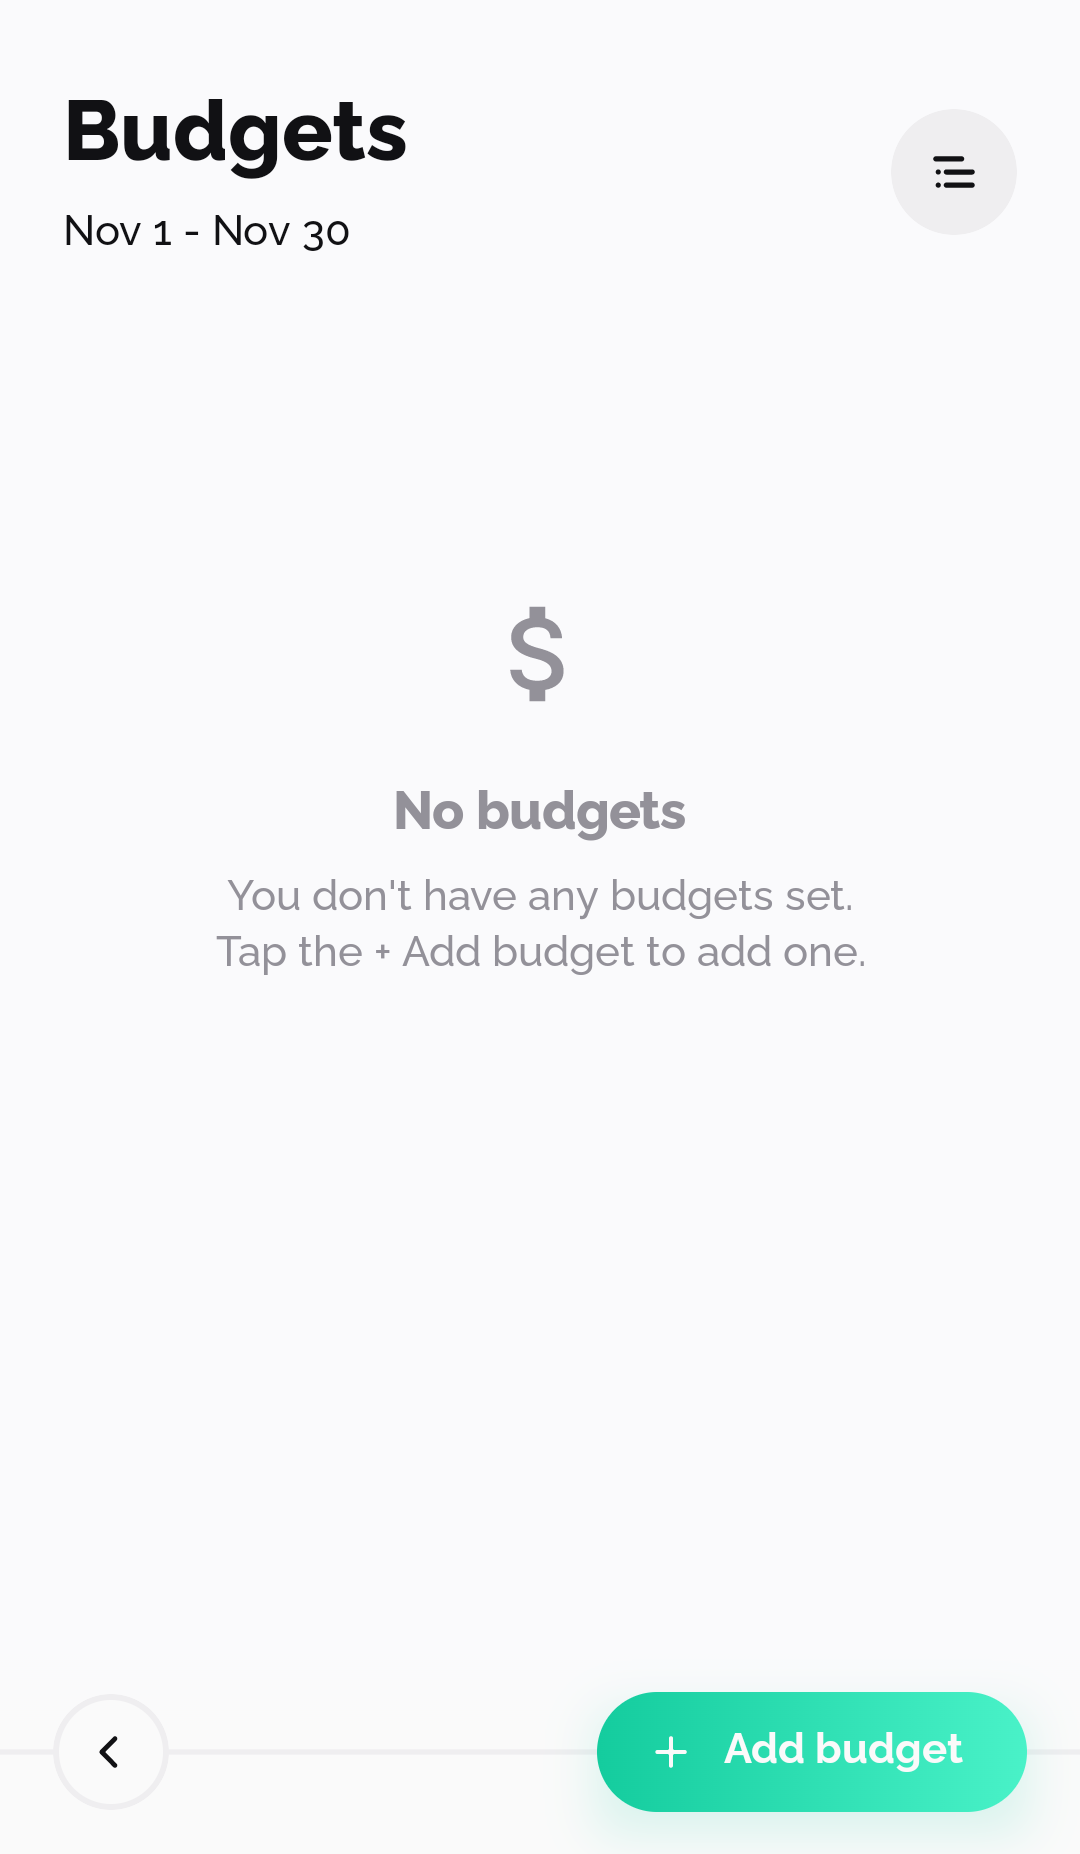 Budgets
Nov 1 - Nov 30
$
No budgets
You don't have any budgets set.
Tap the + Add budget to add one.
+ Add budget